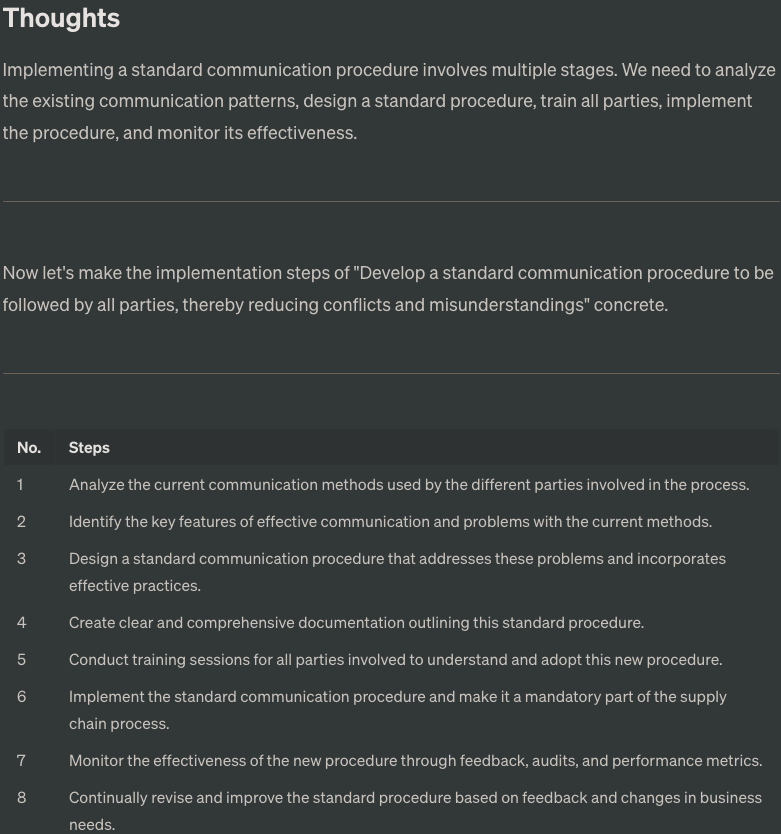 Thoughts
Implementing a standard communication procedure involves multiple stages. We need to analyze
the existing communication patterns, design a standard procedure, train all parties, implement
the procedure, and monitor its effectiveness.
Now let's make the implementation steps of "Develop a standard communication procedure to be
followed by all parties, thereby reducing conflicts and misunderstandings" concrete.
No. Steps
1 Analyze the current communication methods used by the different parties involved in the process.
2 Identify the key features of effective communication and problems with the current methods.
3 Design a standard communication procedure that addresses these problems and incorporates
effective practices.
4 Create clear and comprehensive documentation outlining this standard procedure.
5 Conduct training sessions for all parties involved to understand and adopt this new procedure.
6 Implement the standard communication procedure and make it a mandatory part of the supply
chain process.
7 Monitor the effectiveness of the new procedure through feedback, audits, and performance metrics.
8 Continually revise and improve the standard procedure based on feedback and changes in business
needs.